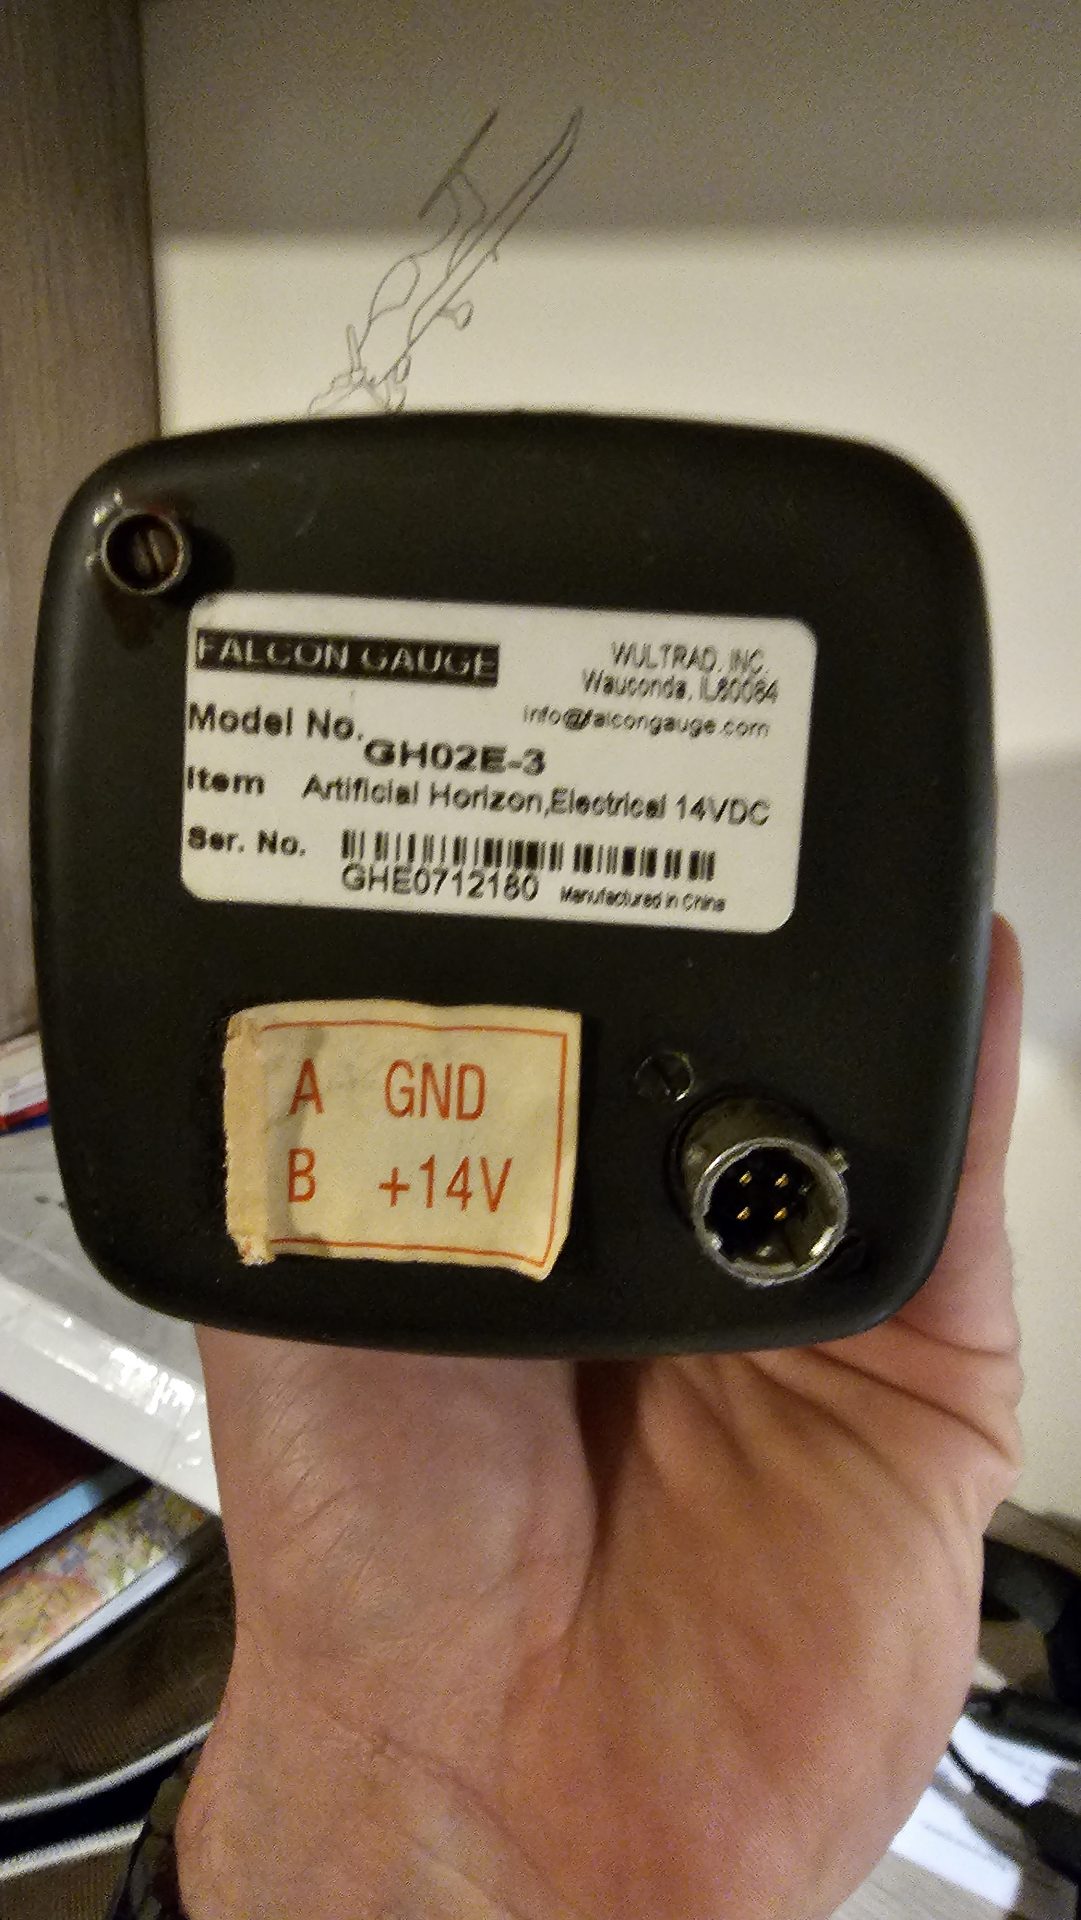 FALCON GAUGE
WULTRAD, INC.
Wauconda, IL60084
info@falcongauge.com
Model No. GH02E-3
Item Artificial Horizon,Electrical 14VDC
Ser. No.
GHE0712180 Manufactured in China
A GND
B +14V